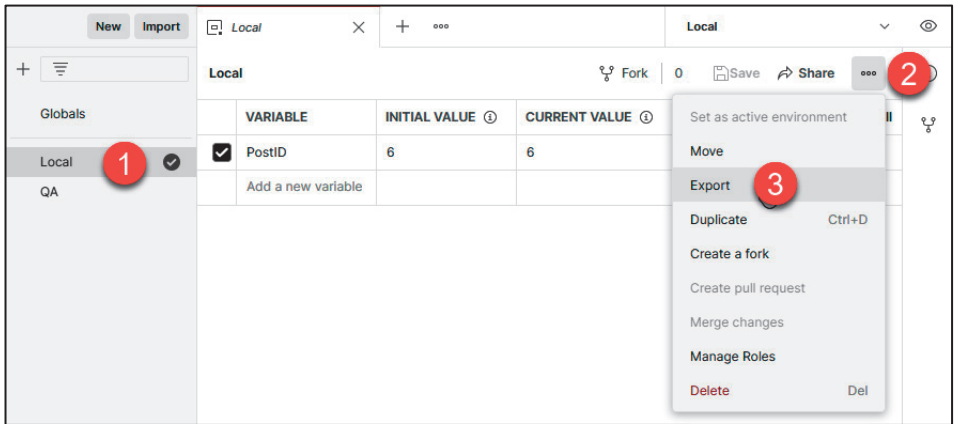 New Import Local Local
Local Fork 0 Save Share 2
Globals
VARIABLE INITIAL VALUE CURRENT VALUE Set as active environment
Local 1 PostID 6 6 Move
QA Add a new variable Export 3
Duplicate Ctrl+D
Create a fork
Create pull request
Merge changes
Manage Roles
Delete Del